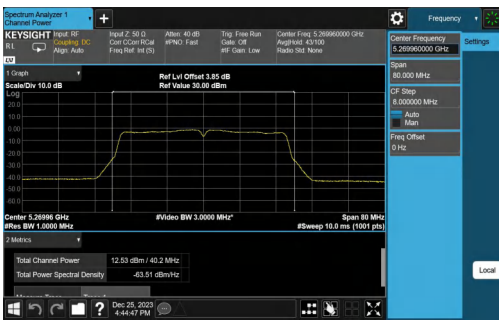 Spectrum Analyzer 1
Channel Power
Frequency
KEYSIGHT
RL
Input: RF
Coupling: DC
Align: Auto
Input Z: 50 Ω
Corr CCorr RCal
Freq Ref: Int (S)
Atten: 40 dB
#PNO: Fast
Trig: Free Run
Gate: Off
#IF Gain: Low
Center Freq: 5.269960000 GHz
Avg|Hold: 43/100
Radio Std: None
Center Frequency
5.269960000 GHz
Settings
Span
80.000 MHz
CF Step
8.000000 MHz
Auto
Man
Freq Offset
0 Hz
Local
1 Graph
Scale/Div 10.0 dB
Ref Lvl Offset 3.85 dB
Ref Value 30.00 dBm
Log
20.0
10.0
0.00
-10.0
-20.0
-30.0
-40.0
-50.0
-60.0
Center 5.26996 GHz
#Video BW 3.0000 MHz*
Span 80 MHz
#Res BW 1.0000 MHz
#Sweep 10.0 ms (1001 pts)
2 Metrics
Total Channel Power 12.53 dBm / 40.2 MHz
Total Power Spectral Density -63.51 dBm/Hz
Dec 25, 2023
4:44:47 PM